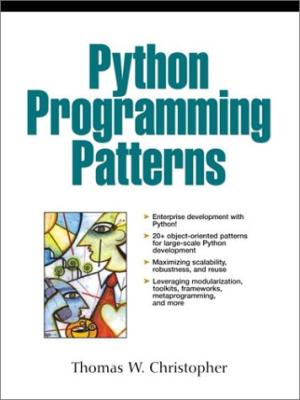 Python
Programming
Patterns
Enterprise development with
Python!
20+ object-oriented patterns
for large-scale Python
development
Maximizing scalability,
robustness, and reuse
Leveraging modularization,
toolkits, frameworks,
metaprogramming,
and more
Thomas W. Christopher